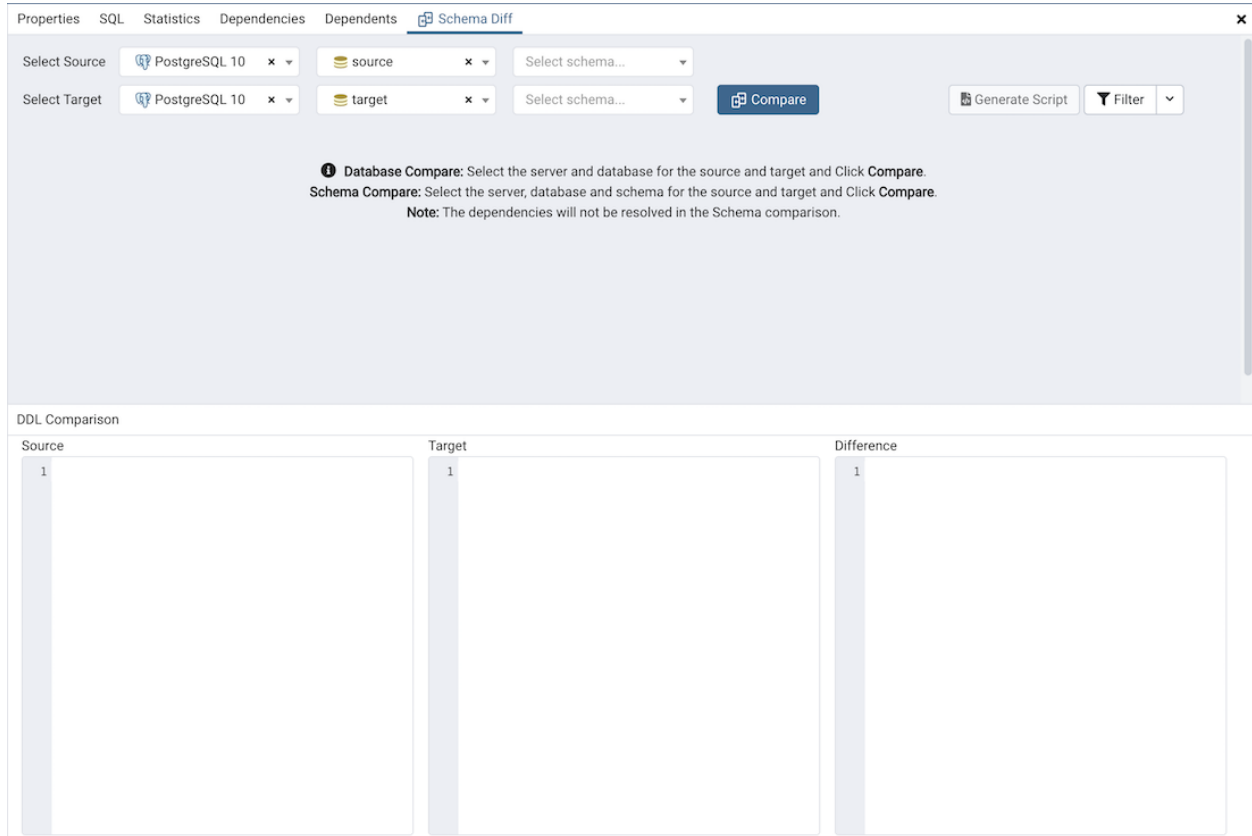 Properties SQL Statistics Dependencies Dependents Schema Diff
Select Source PostgreSQL 10 source Select schema...
Select Target PostgreSQL 10 target Select schema... Compare Generate Script Filter
Database Compare: Select the server and database for the source and target and Click Compare.
Schema Compare: Select the server, database and schema for the source and target and Click Compare.
Note: The dependencies will not be resolved in the Schema comparison.
DDL Comparison
Source Target Difference
1 1 1